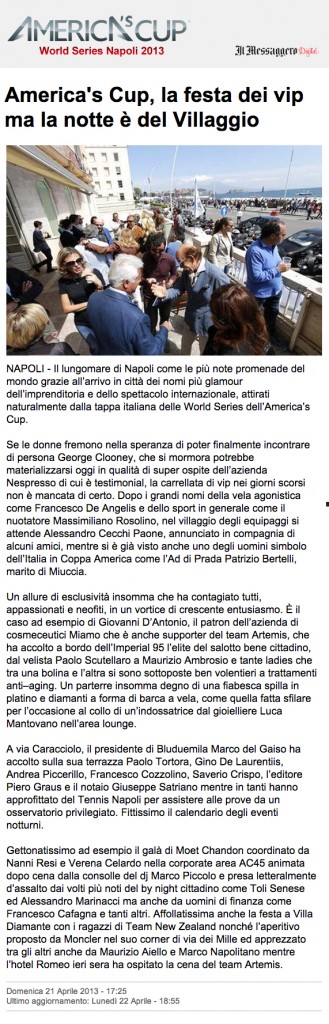 AMERICA'S CUP
World Series Napoli 2013
Il Messaggero Digital
America's Cup, la festa dei vip
ma la notte è del Villaggio
NAPOLI - Il lungomare di Napoli come le più note promenade del
mondo grazie all'arrivo in città dei nomi più glamour
dell'imprenditoria e dello spettacolo internazionale, attirati
naturalmente dalla tappa italiana delle World Series dell'America's
Cup.
Se le donne fremono nella speranza di poter finalmente incontrare
di persona George Clooney, che si mormora potrebbe
materializzarsi oggi in qualità di super ospite dell'azienda
Nespresso di cui è testimonial, la carrellata di vip nei giorni scorsi
non è mancata di certo. Dopo i grandi nomi della vela agonistica
come Francesco De Angelis e dello sport in generale come il
nuotatore Massimiliano Rosolino, nel villaggio degli equipaggi si
attende Alessandro Cecchi Paone, annunciato in compagnia di
alcuni amici, mentre si è già visto anche uno degli uomini simbolo
dell'Italia in Coppa America come l'Ad di Prada Patrizio Bertelli,
marito di Miuccia.
Un allure di esclusività insomma che ha contagiato tutti,
appassionati e neofiti, in un vortice di crescente entusiasmo. È il
caso ad esempio di Giovanni D'Antonio, il patron dell'azienda di
cosmeceutici Miamo che è anche supporter del team Artemis, che
ha accolto a bordo dell'Imperial 95 l'elite del salotto bene cittadino,
dal velista Paolo Scutellaro a Maurizio Ambrosio e tante ladies che
tra una bolina e l'altra si sono sottoposte ben volentieri a trattamenti
anti–aging. Un parterre insomma degno di una fiabesca spilla in
platino e diamanti a forma di barca a vela, come quella fatta sfilare
per l'occasione al collo di un'indossatrice dal gioielliere Luca
Mantovano nell'area lounge.
A via Caracciolo, il presidente di Bluduemila Marco del Gaiso ha
accolto sulla sua terrazza Paolo Tortora, Gino De Laurentiis,
Andrea Piccerillo, Francesco Cozzolino, Saverio Crispo, l'editore
Piero Graus e il notaio Giuseppe Satriano mentre in tanti hanno
approfittato del Tennis Napoli per assistere alle prove da un
osservatorio privilegiato. Fittissimo il calendario degli eventi
notturni.
Gettonatissimo ad esempio il galà di Moet Chandon coordinato da
Nanni Resi e Verena Celardo nella corporate area AC45 animata
dopo cena dalla consolle del dj Marco Piccolo e presa letteralmente
d'assalto dai volti più noti del by night cittadino come Toli Senese
ed Alessandro Marinacci ma anche da uomini di finanza come
Francesco Cafagna e tanti altri. Affollatissima anche la festa a Villa
Diamante con i ragazzi di Team New Zealand nonché l'aperitivo
proposto da Moncler nel suo corner di via dei Mille ed apprezzato
tra gli altri anche da Maurizio Aiello e Marco Napolitano mentre
l'hotel Romeo ieri sera ha ospitato la cena del team Artemis.
Domenica 21 Aprile 2013 - 17:25
Ultimo aggiornamento: Lunedì 22 Aprile - 18:55